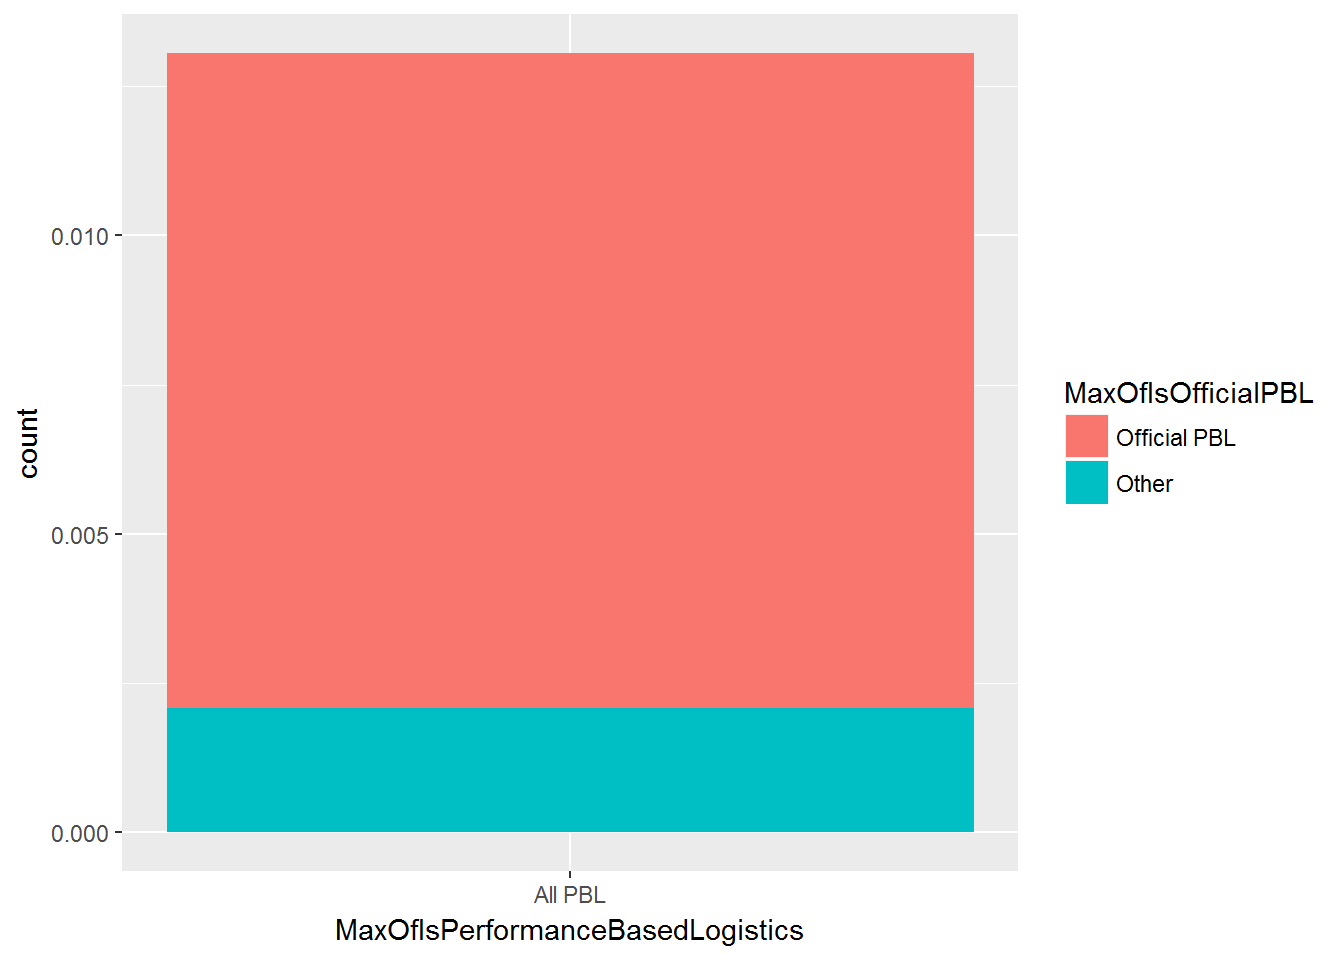 0.010
0.005
0.000
count
All PBL
MaxOfIsPerformanceBasedLogistics
MaxOfIsOfficialPBL
Official PBL
Other